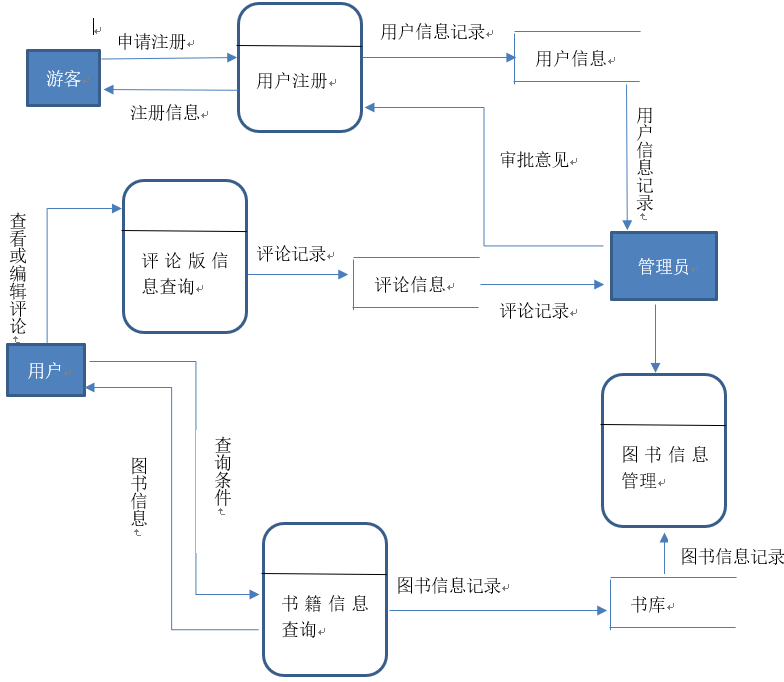 申请注册
用户信息记录
游客
用户注册
用户信息
注册信息
用户信息记录
审批意见
查看或编辑评论
评论版信
息查询
评论记录
评论信息
管理员
评论记录
用户
图书信息
查询条件
图书信息
管理
图书信息记录
书籍信息
查询
图书信息记录
书库